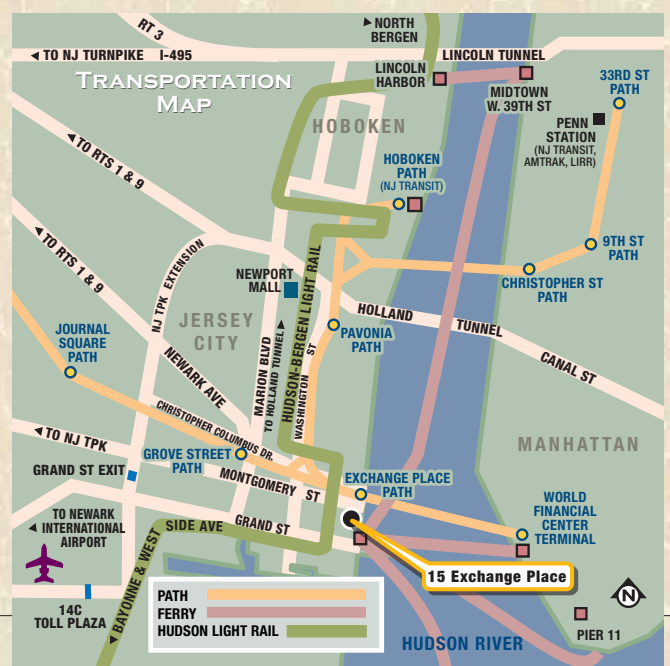 RT 3
◄ NORTH
BERGEN
◄ TO NJ TURNPIKE I-495
LINCOLN TUNNEL
TRANSPORTATION
MAP
LINCOLN
HARBOR
MIDTOWN
W. 39TH ST
33RD ST
PATH
PENN
STATION
(NJ TRANSIT,
AMTRAK, LIRR)
HOBOKEN
◄ TO RTS 1 & 9
HOBOKEN
PATH
(NJ TRANSIT)
◄ TO RTS 1 & 9
NJ TPK EXTENSION
9TH ST
PATH
CHRISTOPHER ST
PATH
NEWPORT
MALL
HUDSON-BERGEN LIGHT RAIL
HOLLAND
TUNNEL
CANAL ST
JERSEY
CITY
JOURNAL
SQUARE
PATH
PAVONIA
PATH
NEWARK AVE
MARION BLVD
TO HOLLAND TUNNEL ►
WASHINGTON ST
CHRISTOPHER COLUMBUS DR.
◄ TO NJ TPK
MANHATTAN
GROVE STREET
PATH
GRAND ST EXIT
MONTGOMERY ST
EXCHANGE PLACE
PATH
WORLD
FINANCIAL
CENTER
TERMINAL
TO NEWARK
◄ INTERNATIONAL
AIRPORT
SIDE AVE
GRAND ST
15 Exchange Place
◄ BAYONNE & WEST
14C
TOLL PLAZA
PATH
FERRY
HUDSON LIGHT RAIL
N
PIER 11
HUDSON RIVER